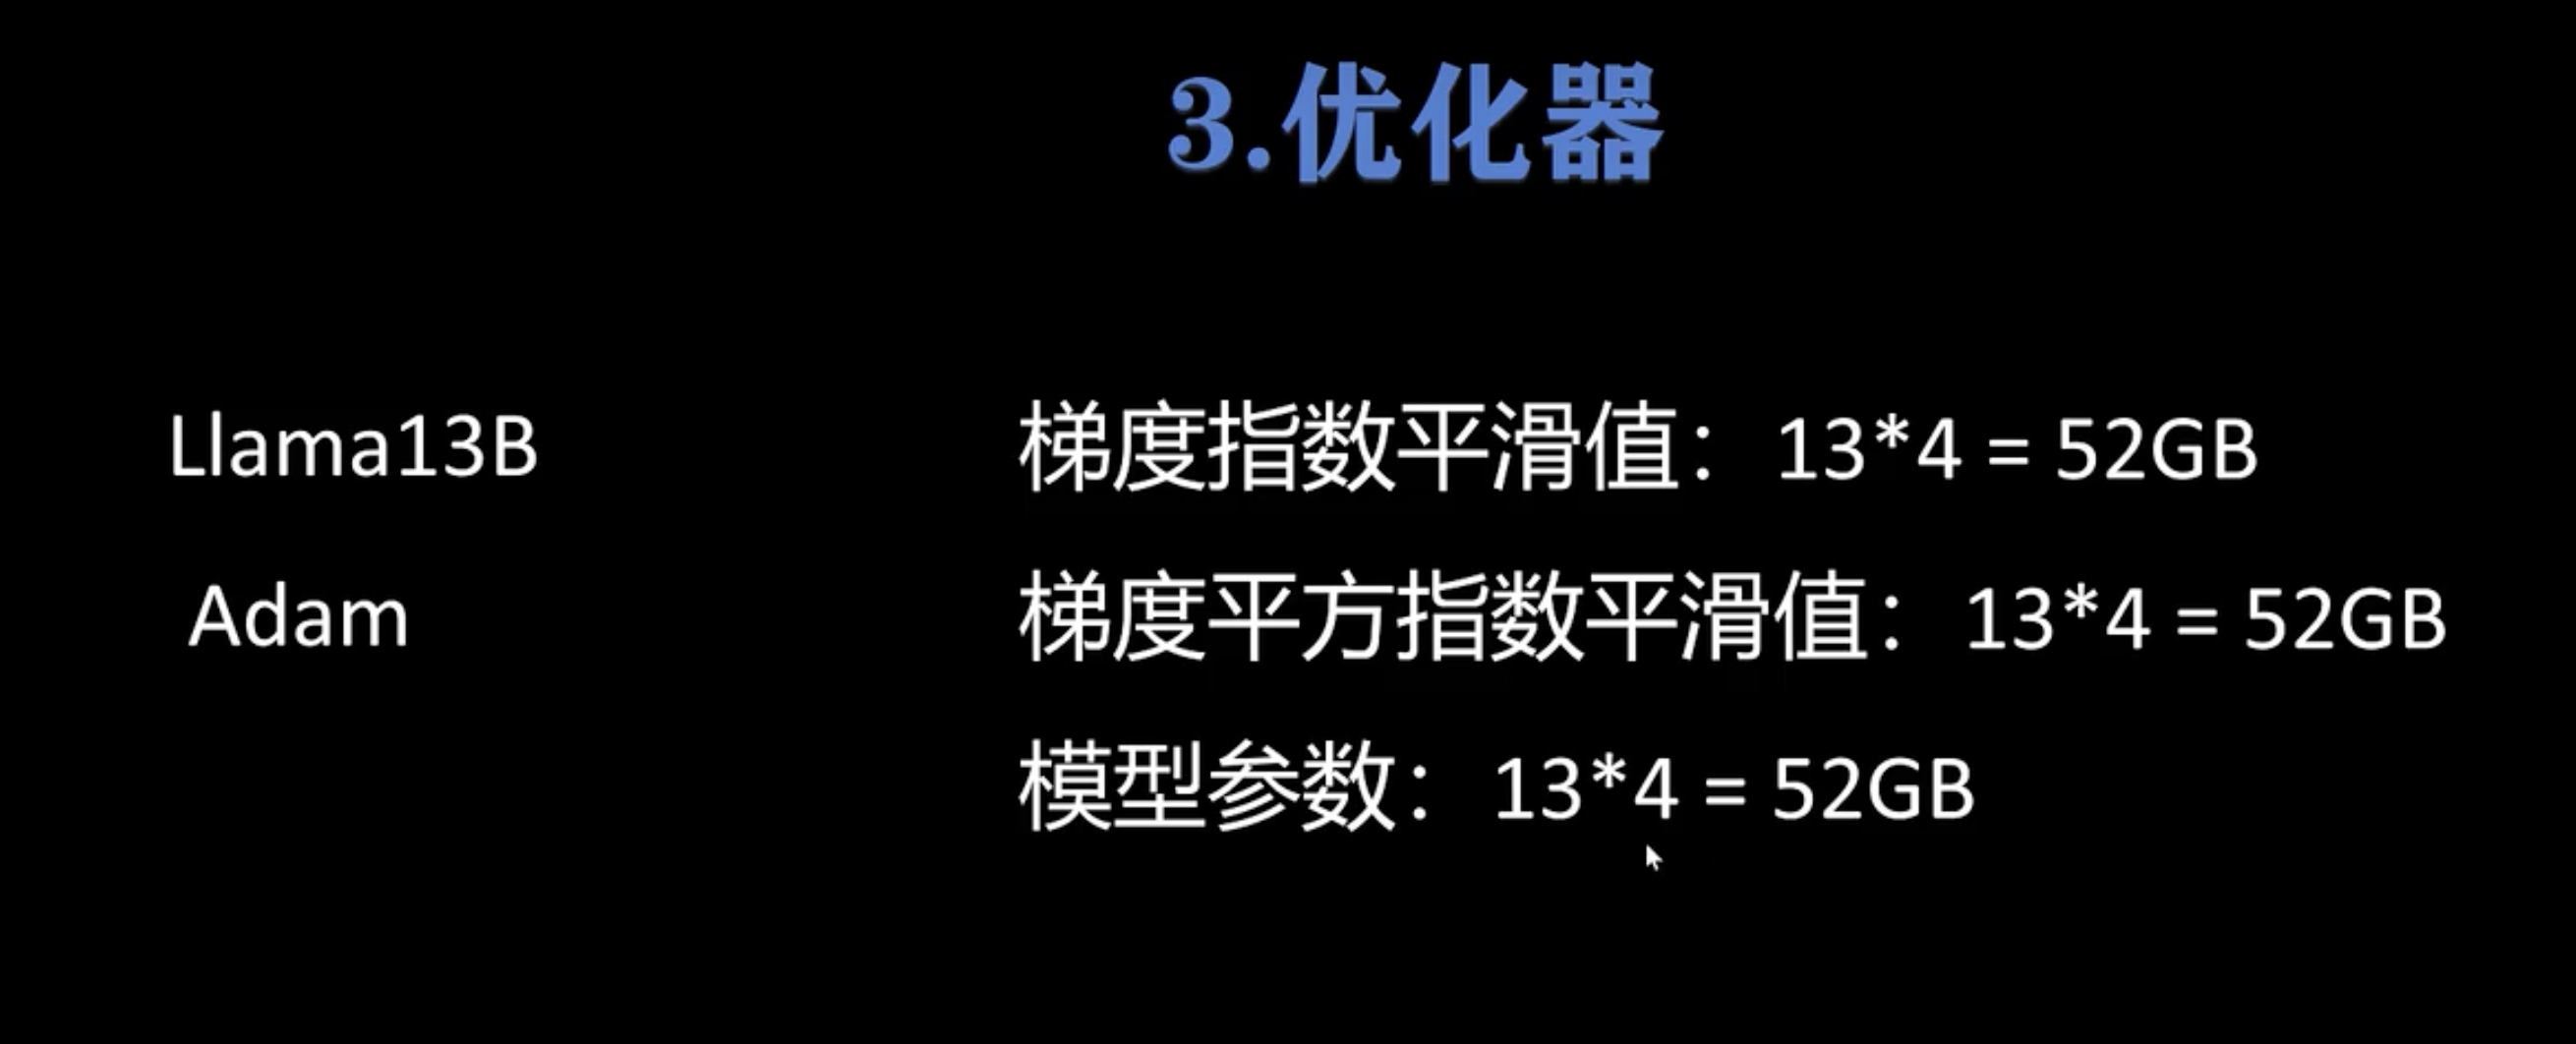 3.优化器
Llama13B
梯度指数平滑值：13*4 = 52GB
Adam
梯度平方指数平滑值：13*4 = 52GB
模型参数：13*4 = 52GB